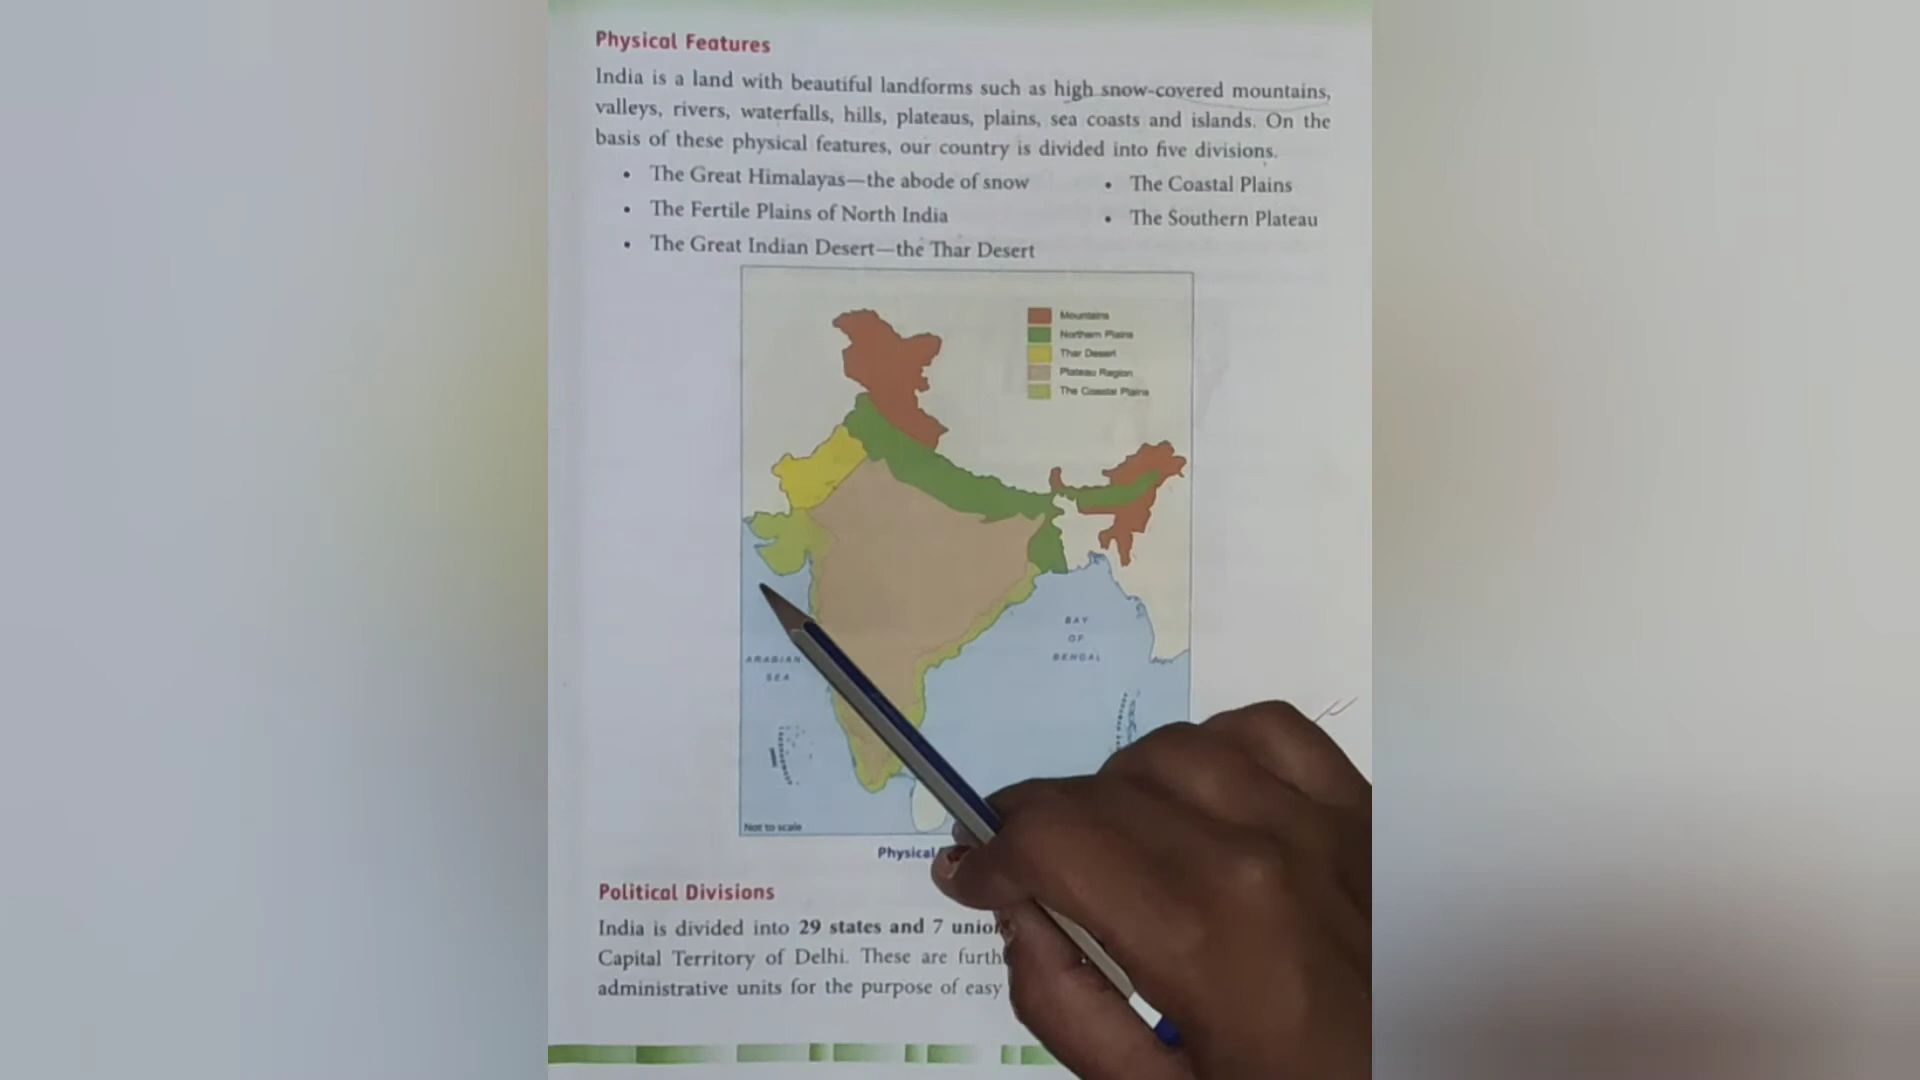 Physical Features
India is a land with beautiful landforms such as high snow-covered mountains,
valleys, rivers, waterfalls, hills, plateaus, plains, sea coasts and islands. On the
basis of these physical features, our country is divided into five divisions.
• The Great Himalayas—the abode of snow
• The Fertile Plains of North India
• The Great Indian Desert—the Thar Desert
• The Coastal Plains
• The Southern Plateau
Mountains
Northern Plains
Thar Desert
Plateau Region
The Coastal Plains
BAY
OF
BENGAL
ARABIAN
SEA
Not to scale
Physical
Political Divisions
India is divided into 29 states and 7 union
Capital Territory of Delhi. These are furth
administrative units for the purpose of easy